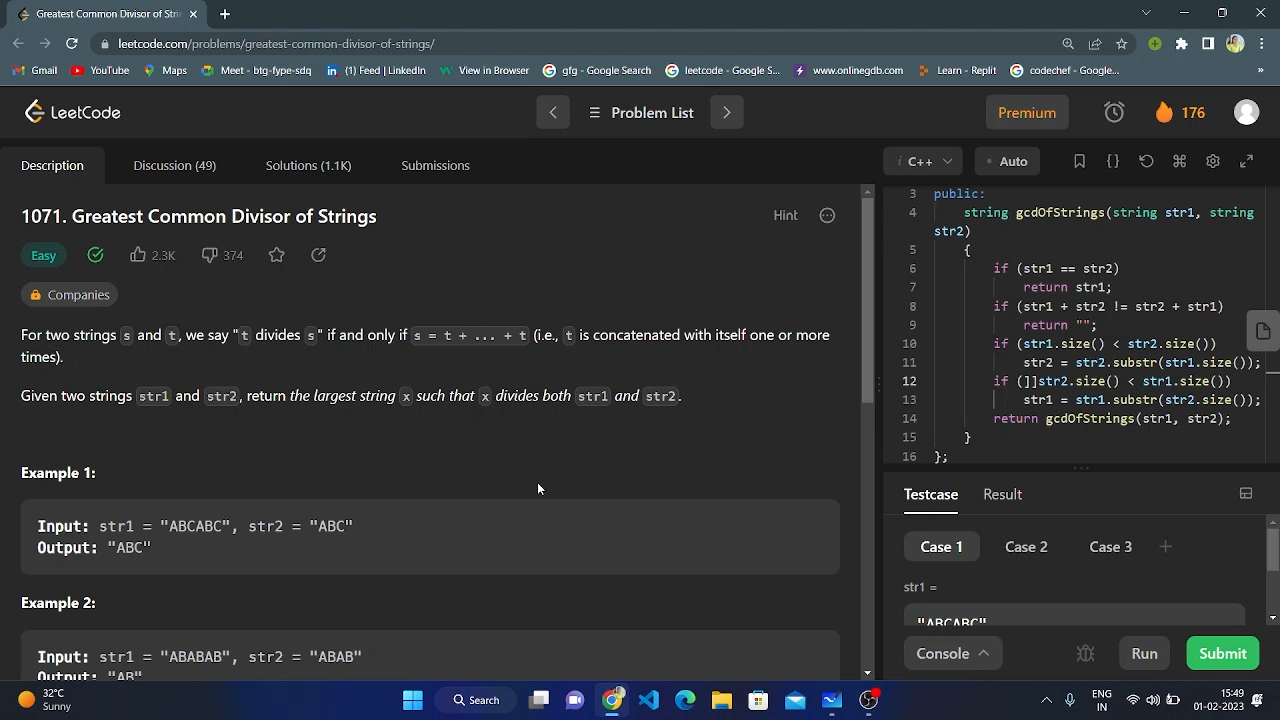 Greatest Common Divisor of Strin
leetcode.com/problems/greatest-common-divisor-of-strings/
Gmail YouTube Maps Meet - btg-fype-sdq (1) Feed | LinkedIn View in Browser gfg - Google Search leetcode - Google S... www.onlinegdb.com Learn - Replit codechef - Google... »
LeetCode Problem List Premium 176
Description Discussion (49) Solutions (1.1K) Submissions
i C++ Auto
1071. Greatest Common Divisor of Strings Hint
Easy 2.3K 374
Companies
For two strings s and t, we say "t divides s" if and only if s = t + ... + t (i.e., t is concatenated with itself one or more
times).
Given two strings str1 and str2, return the largest string x such that x divides both str1 and str2.
Example 1:
Input: str1 = "ABCABC", str2 = "ABC"
Output: "ABC"
Example 2:
Input: str1 = "ABABAB", str2 = "ABAB"
Output: "AB"
3 public:
4 string gcdOfStrings(string str1, string
str2)
5 {
6 if (str1 == str2)
7 return str1;
8 if (str1 + str2 != str2 + str1)
9 return "";
10 if (str1.size() < str2.size())
11 str2 = str2.substr(str1.size());
12 if (]]str2.size() < str1.size())
13 str1 = str1.substr(str2.size());
14 return gcdOfStrings(str1, str2);
15 }
16 };
Testcase Result
Case 1 Case 2 Case 3 +
str1 =
"ABCABC"
Console Run Submit
32°C
Sunny
Search
ENG
IN
15:49
01-02-2023